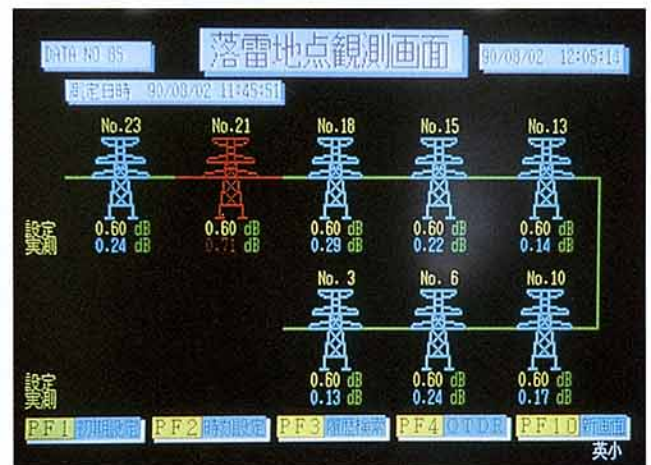 DATA NO 85
落雷地点観測画面
90/08/02 12:05:14
測定日時 90/08/02 11:45:51
No.23 No.21 No.18 No.15 No.13
設定 0.60 dB 0.60 dB 0.60 dB 0.60 dB 0.60 dB
実測 0.24 dB 0.71 dB 0.29 dB 0.22 dB 0.14 dB
No. 3 No. 6 No.10
設定 0.60 dB 0.60 dB 0.60 dB
実測 0.13 dB 0.24 dB 0.17 dB
PF1 初期設定 PF2 時刻設定 PF3 履歴検索 PF4 OTDR PF10 新画面
英小